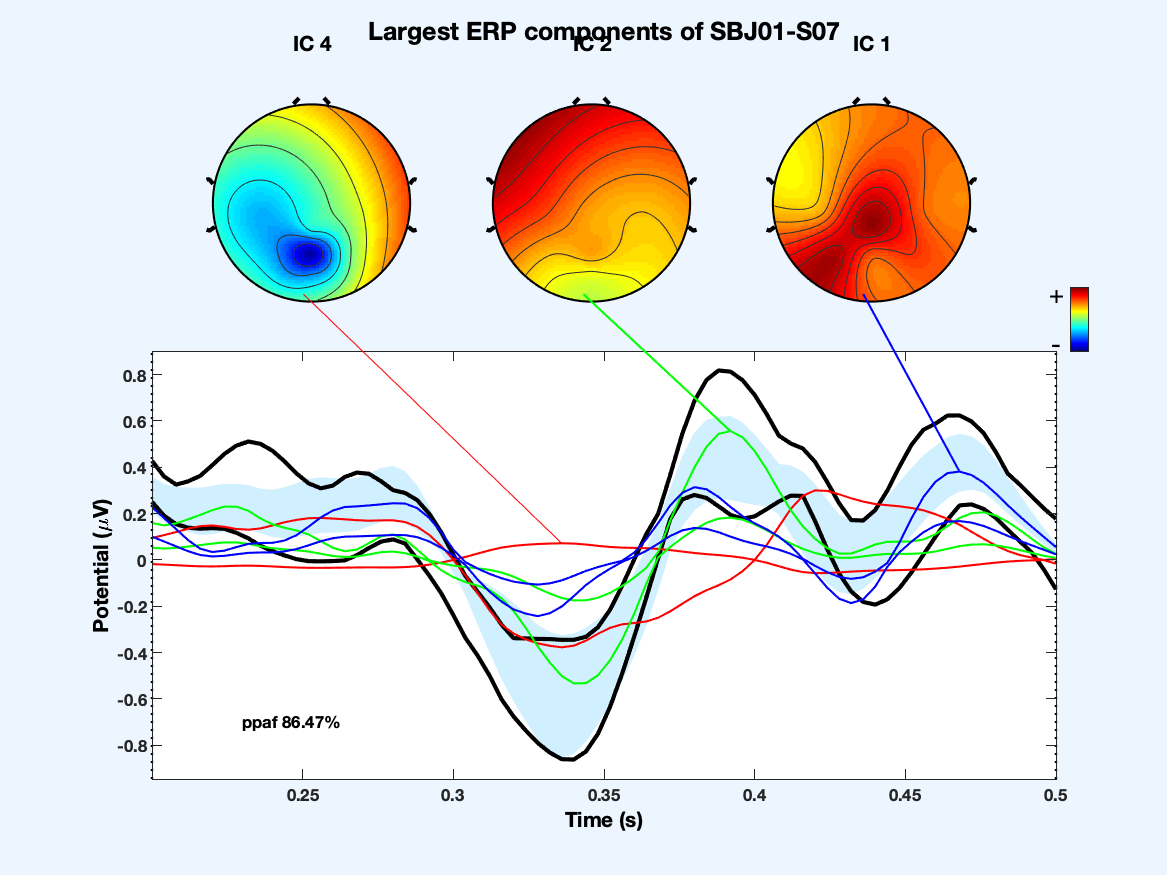 Largest ERP components of SBJ01-S07
IC 4
IC 2
IC 1
+
-
Potential (μV)
0.8
0.6
0.4
0.2
0
-0.2
-0.4
-0.6
-0.8
ppaf 86.47%
0.25
0.3
0.35
0.4
0.45
0.5
Time (s)